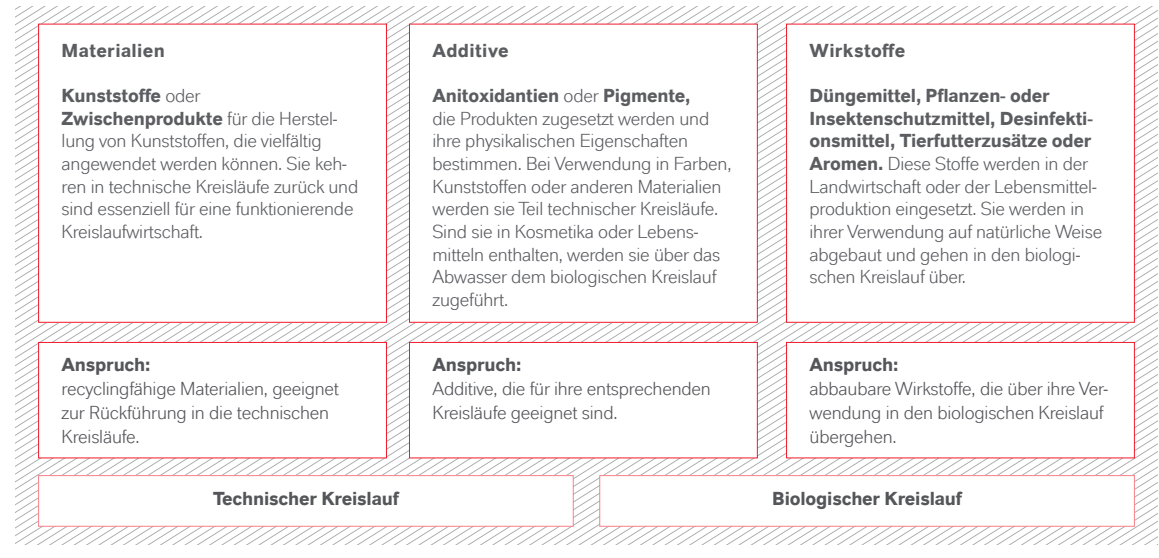 Materialien
Kunststoffe oder
Zwischenprodukte für die Herstel-
lung von Kunststoffen, die vielfältig
angewendet werden können. Sie keh-
ren in technische Kreisläufe zurück und
sind essenziell für eine funktionierende
Kreislaufwirtschaft.
Additive
Anitoxidantien oder Pigmente,
die Produkten zugesetzt werden und
ihre physikalischen Eigenschaften
bestimmen. Bei Verwendung in Farben,
Kunststoffen oder anderen Materialien
werden sie Teil technischer Kreisläufe.
Sind sie in Kosmetika oder Lebens-
mitteln enthalten, werden sie über das
Abwasser dem biologischen Kreislauf
zugeführt.
Wirkstoffe
Düngemittel, Pflanzen- oder
Insektenschutzmittel, Desinfekti-
onsmittel, Tierfutterzusätze oder
Aromen. Diese Stoffe werden in der
Landwirtschaft oder der Lebensmittel-
produktion eingesetzt. Sie werden in
ihrer Verwendung auf natürliche Weise
abgebaut und gehen in den biologi-
schen Kreislauf über.
Anspruch:
recyclingfähige Materialien, geeignet
zur Rückführung in die technischen
Kreisläufe.
Anspruch:
Additive, die für ihre entsprechenden
Kreisläufe geeignet sind.
Anspruch:
abbaubare Wirkstoffe, die über ihre Ver-
wendung in den biologischen Kreislauf
übergehen.
Technischer Kreislauf
Biologischer Kreislauf